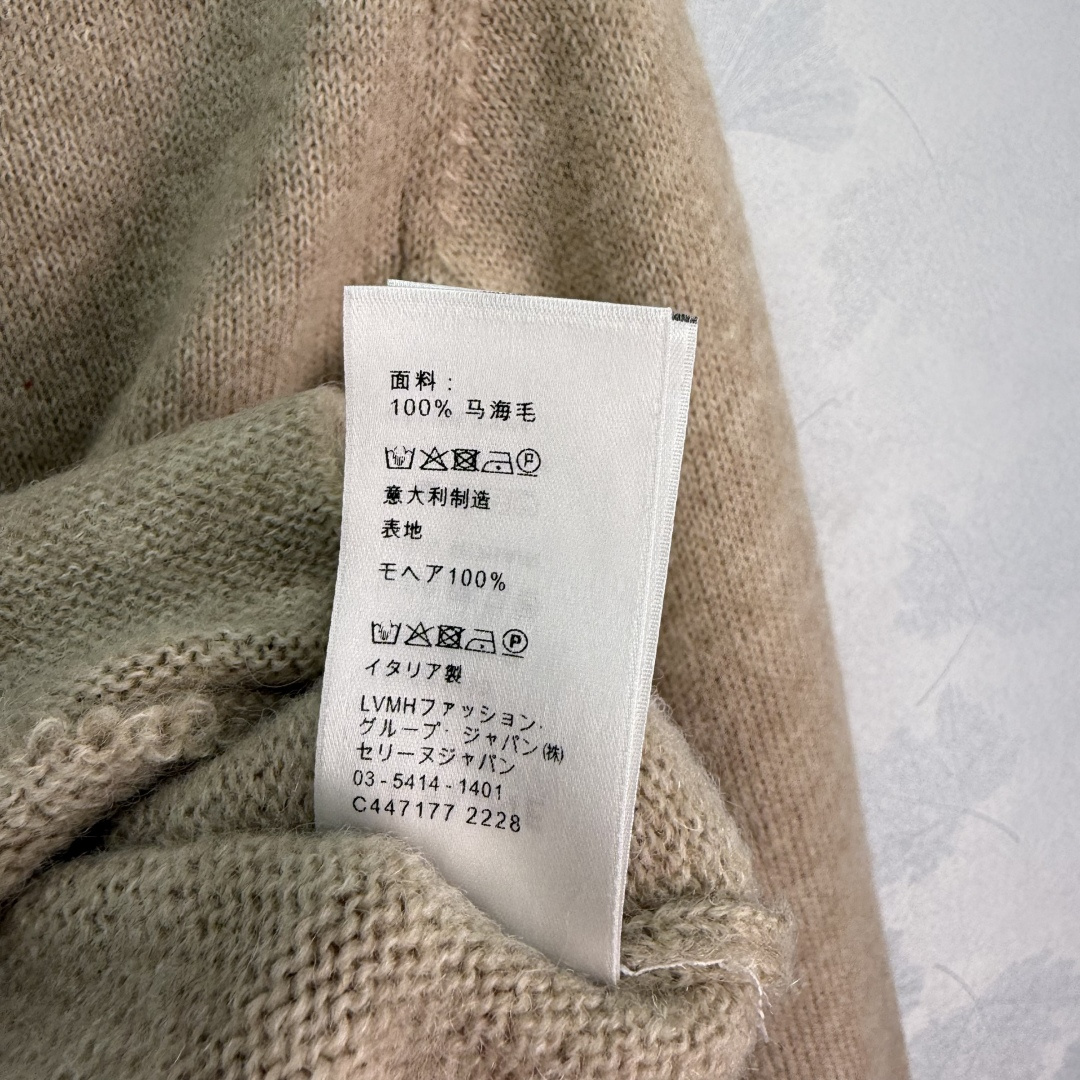 面料：
100% 马海毛
意大利制造
表地
モヘア100%
イタリア製
LVMHファッション・
グループ・ジャパン㈱
セリーヌジャパン
03-5414-1401
C447177 2228